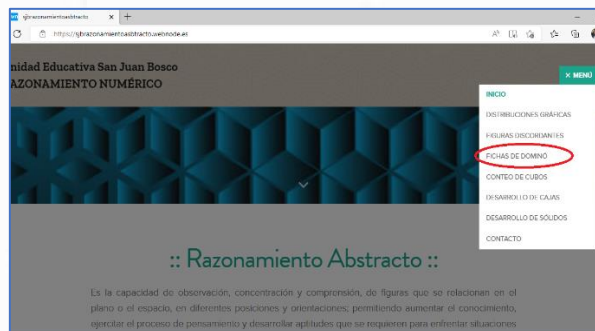 sjbrazonamientoasbtracto
https://sjbrazonamientoasbtracto.webnode.es
nidad Educativa San Juan Bosco
AZONAMIENTO NUMÉRICO
× MENÚ
INICIO
DISTRIBUCIONES GRÁFICAS
FIGURAS DISCORDANTES
FICHAS DE DOMINÓ
CONTEO DE CUBOS
DESARROLLO DE CAJAS
DESARROLLO DE SÓLIDOS
CONTACTO
:: Razonamiento Abstracto ::
Es la capacidad de observación, concentración y comprensión, de figuras que se relacionan en el
plano o el espacio, en diferentes posiciones y orientaciones; permitiendo aumentar el conocimiento,
ejercitar el proceso de pensamiento y desarrollar aptitudes que se requieren para enfrentar situaciones